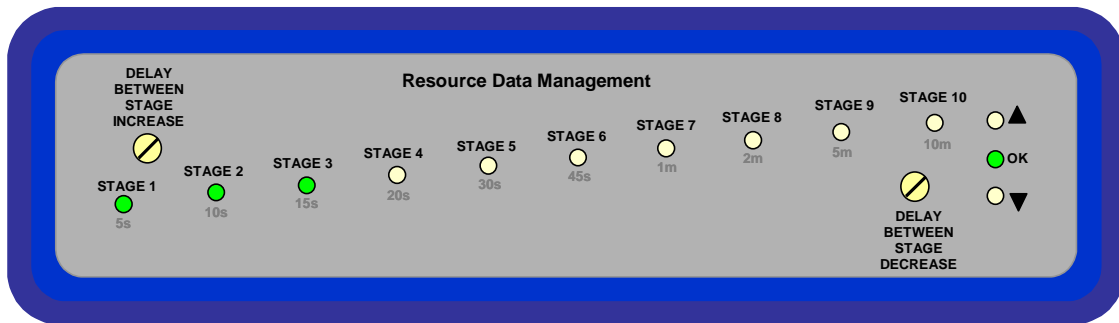 Resource Data Management
DELAY
BETWEEN
STAGE
INCREASE
STAGE 1
5s
STAGE 2
10s
STAGE 3
15s
STAGE 4
20s
STAGE 5
30s
STAGE 6
45s
STAGE 7
1m
STAGE 8
2m
STAGE 9
5m
STAGE 10
10m
OK
DELAY
BETWEEN
STAGE
DECREASE